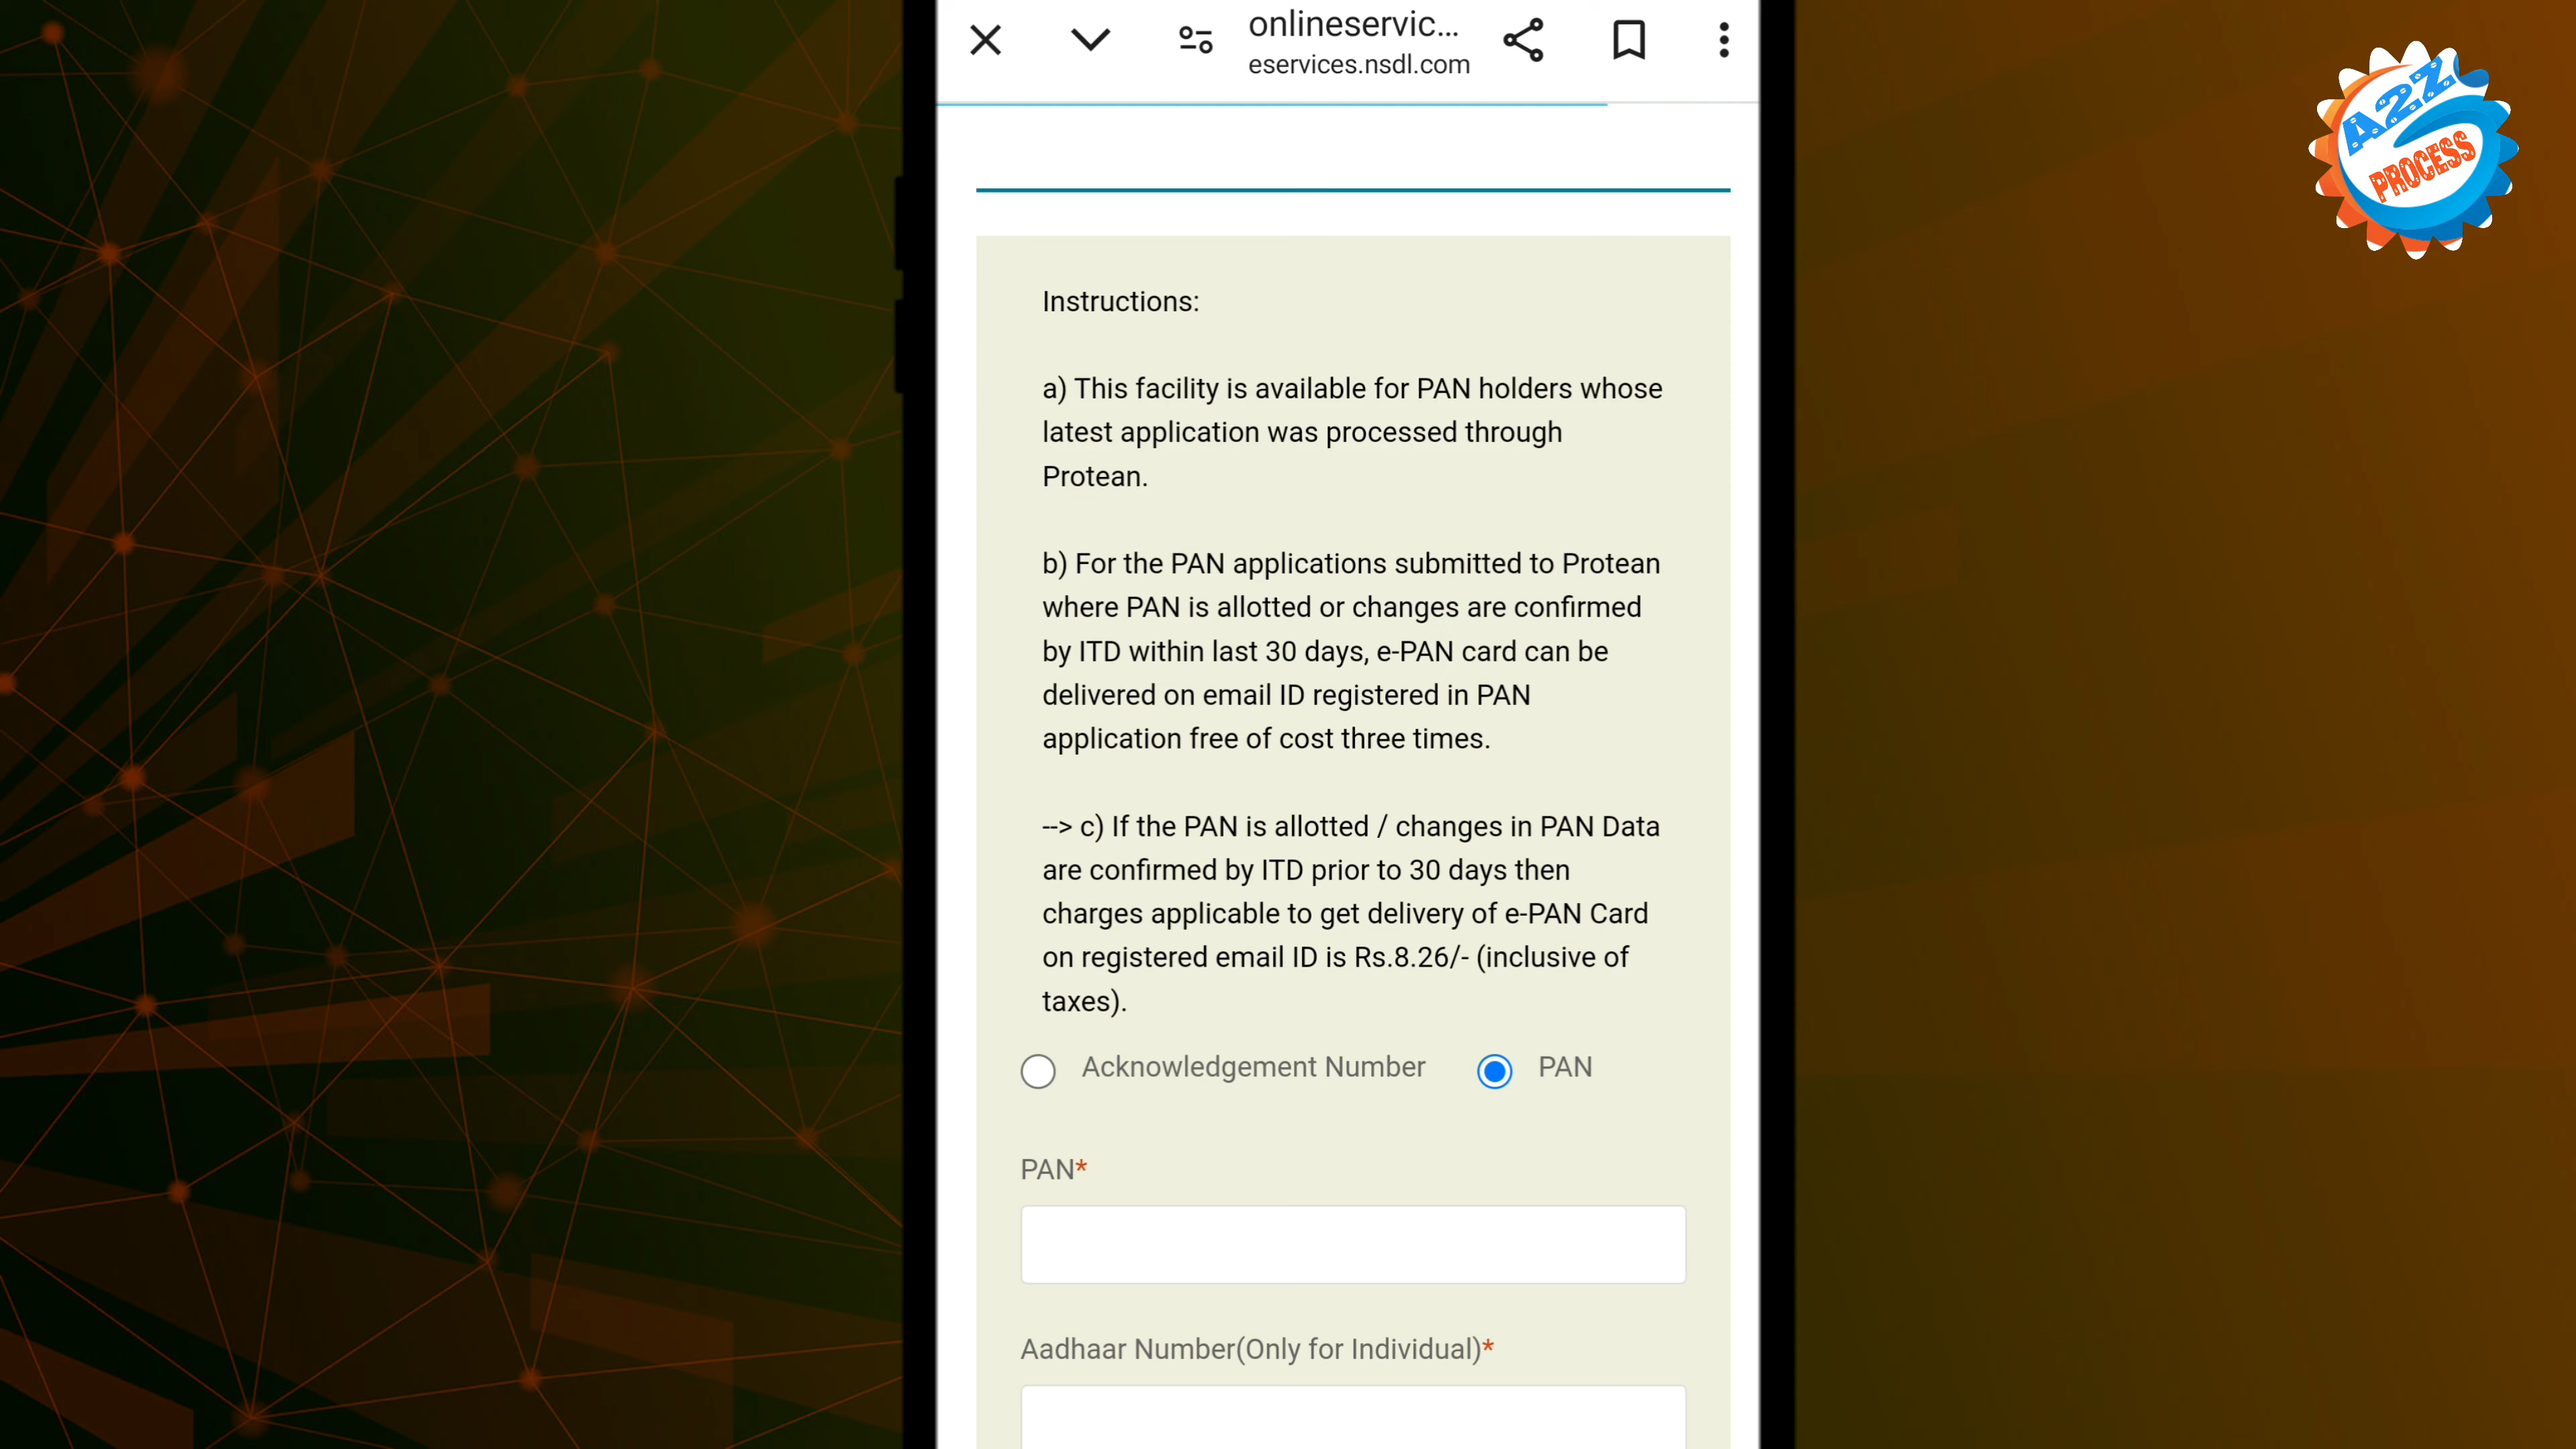 onlineservic...
eservices.nsdl.com
A2Z
PROCESS
Instructions:
a) This facility is available for PAN holders whose
latest application was processed through
Protean.
b) For the PAN applications submitted to Protean
where PAN is allotted or changes are confirmed
by ITD within last 30 days, e-PAN card can be
delivered on email ID registered in PAN
application free of cost three times.
--> c) If the PAN is allotted / changes in PAN Data
are confirmed by ITD prior to 30 days then
charges applicable to get delivery of e-PAN Card
on registered email ID is Rs.8.26/- (inclusive of
taxes).
Acknowledgement Number PAN
PAN*
Aadhaar Number(Only for Individual)*